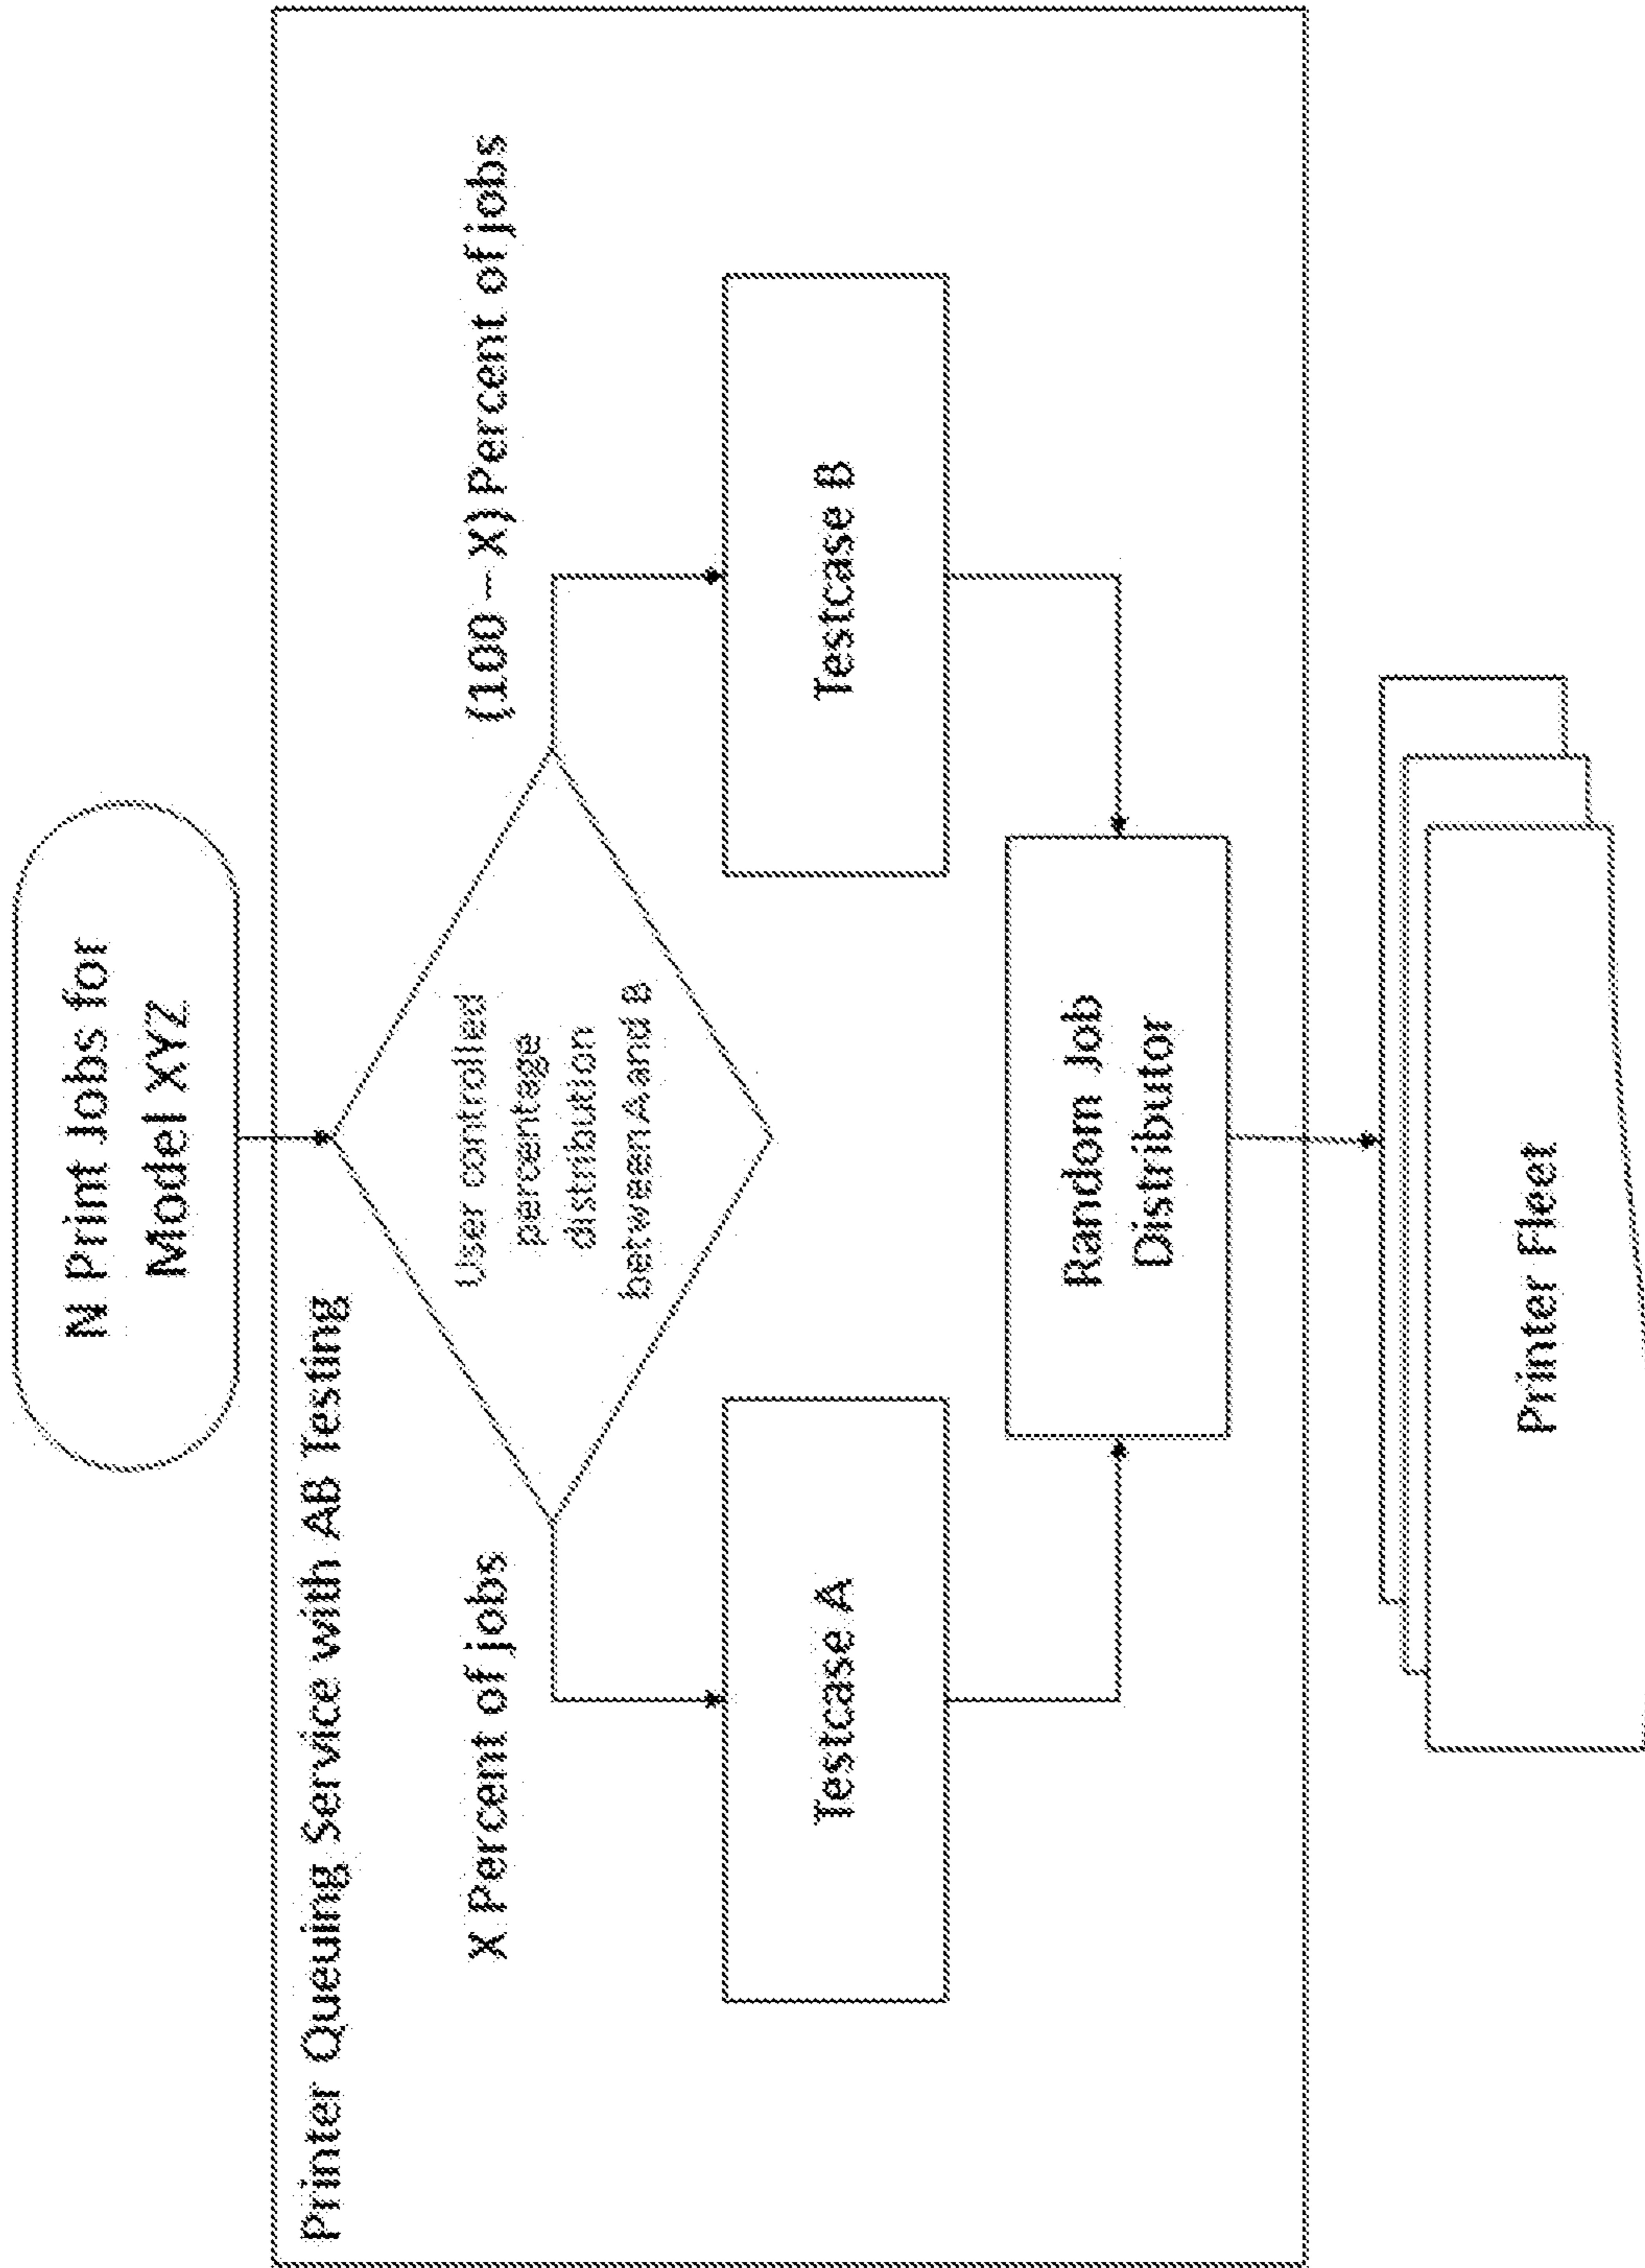 N Print Jobs for
Model XYZ
Printer Queuing Service with AB Testing
User controlled
percentage
distribution
between A and B
X Percent of jobs
(100 – X) Percent of jobs
Testcase A
Testcase B
Random Job
Distributor
Printer Fleet